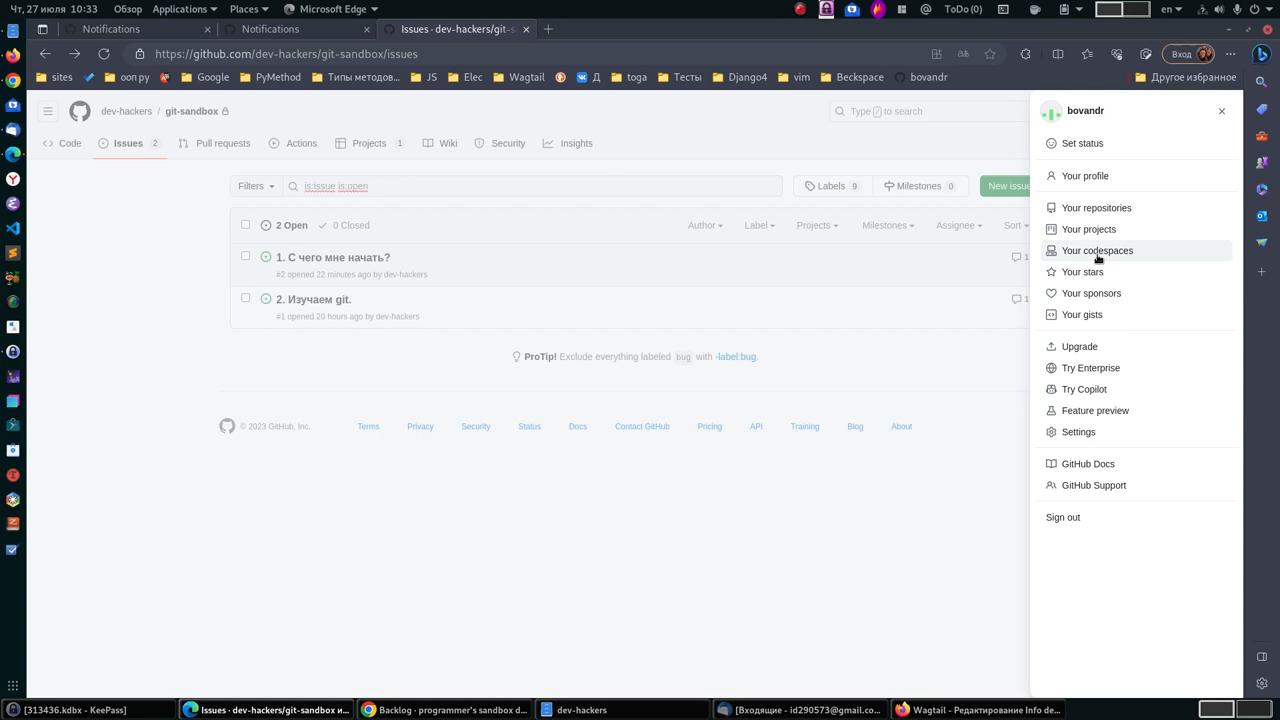 Чт, 27 июля 10:33 Обзор Applications Places Microsoft Edge ToDo(0) en
Notifications Notifications Issues · dev-hackers/git-s
https://github.com/dev-hackers/git-sandbox/issues Вход
sites ооп ру Google PyMethod Типы методов... JS Elec Wagtail Д toga Тесты Django4 vim Beckspace bovandr Другое избранное
dev-hackers / git-sandbox Type / to search
Code Issues 2 Pull requests Actions Projects 1 Wiki Security Insights
Filters is:issue is:open Labels 9 Milestones 0 New issue
2 Open 0 Closed Author Label Projects Milestones Assignee Sort
1. С чего мне начать? 1
#2 opened 22 minutes ago by dev-hackers
2. Изучаем git. 1
#1 opened 20 hours ago by dev-hackers
ProTip! Exclude everything labeled bug with -label:bug.
© 2023 GitHub, Inc. Terms Privacy Security Status Docs Contact GitHub Pricing API Training Blog About
bovandr
Set status
Your profile
Your repositories
Your projects
Your codespaces
Your stars
Your sponsors
Your gists
Upgrade
Try Enterprise
Try Copilot
Feature preview
Settings
GitHub Docs
GitHub Support
Sign out
[313436.kdbx - KeePass] Issues · dev-hackers/git-sandbox и... Backlog · programmer's sandbox d... dev-hackers [Входящие - id290573@gmail.co... Wagtail - Редактирование Info de...